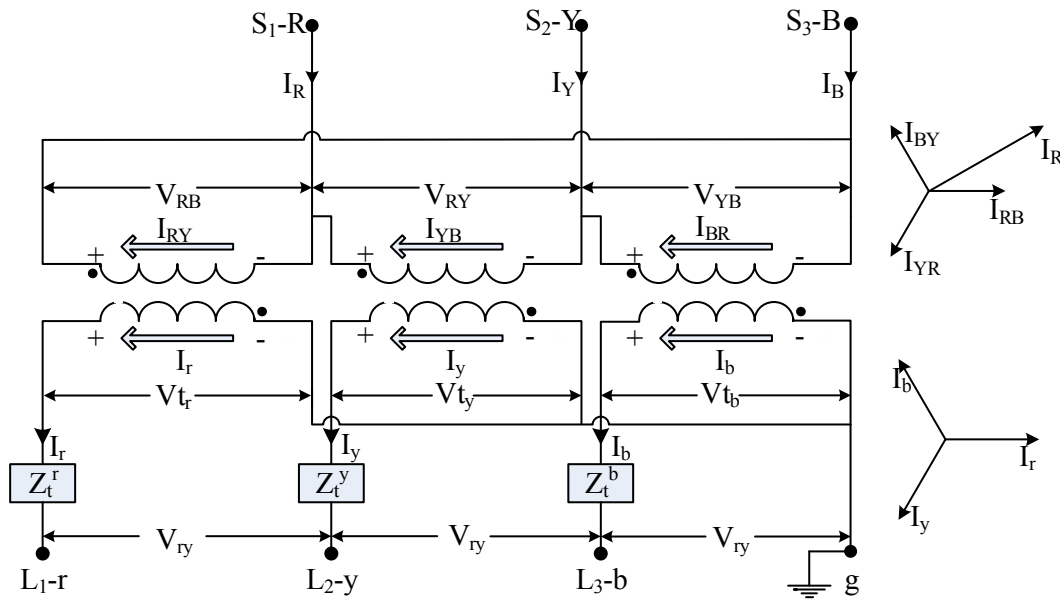 S1-R S2-Y S3-B
IR IY IB
IBY IR
VRB VRY VYB
IRB
IRY IYB IBR
+ - + - + -
IYR
+ - + - + -
Ir Iy Ib
Ib
Vtr Vty Vtb
Ir Iy Ib
Ir
Ztr Zty Ztb
Iy
Vry Vry Vry
L1-r L2-y L3-b g